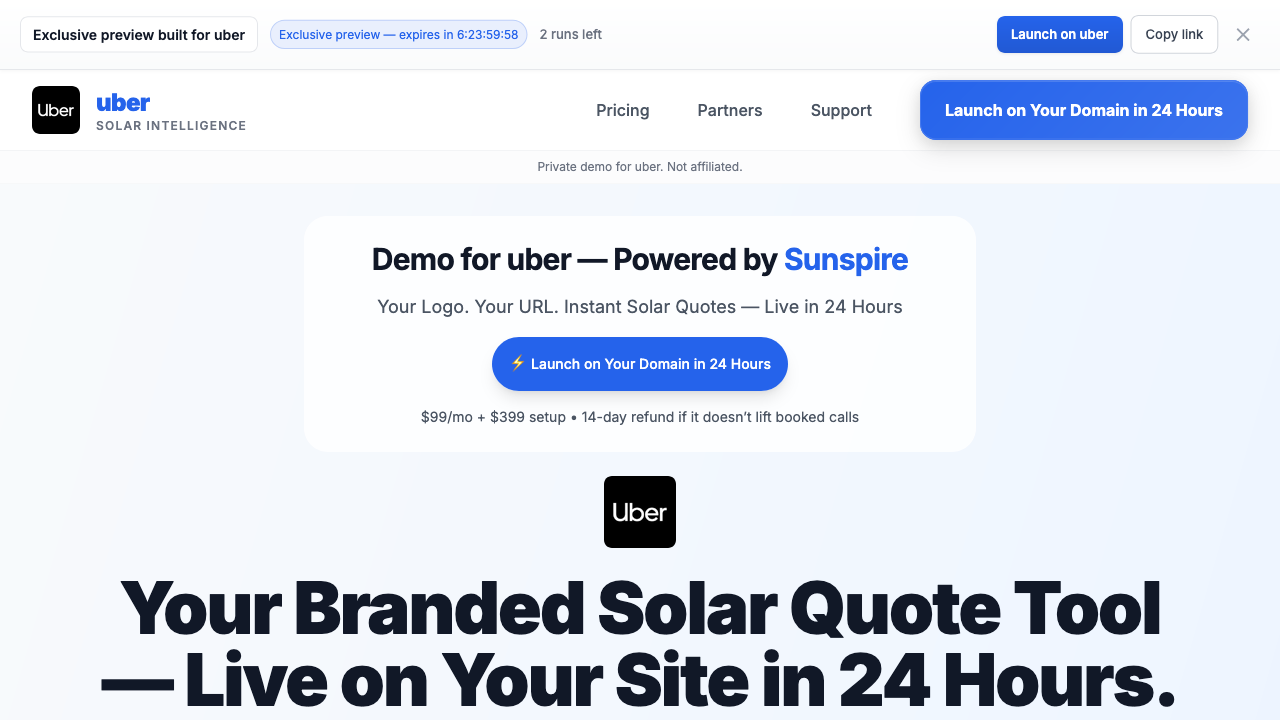 Exclusive preview built for uber
Exclusive preview — expires in 6:23:59:58
2 runs left
Launch on uber
Copy link
Uber
uber
SOLAR INTELLIGENCE
Pricing
Partners
Support
Launch on Your Domain in 24 Hours
Private demo for uber. Not affiliated.
Demo for uber — Powered by Sunspire
Your Logo. Your URL. Instant Solar Quotes — Live in 24 Hours
⚡ Launch on Your Domain in 24 Hours
$99/mo + $399 setup • 14-day refund if it doesn’t lift booked calls
Uber
Your Branded Solar Quote Tool
— Live on Your Site in 24 Hours.